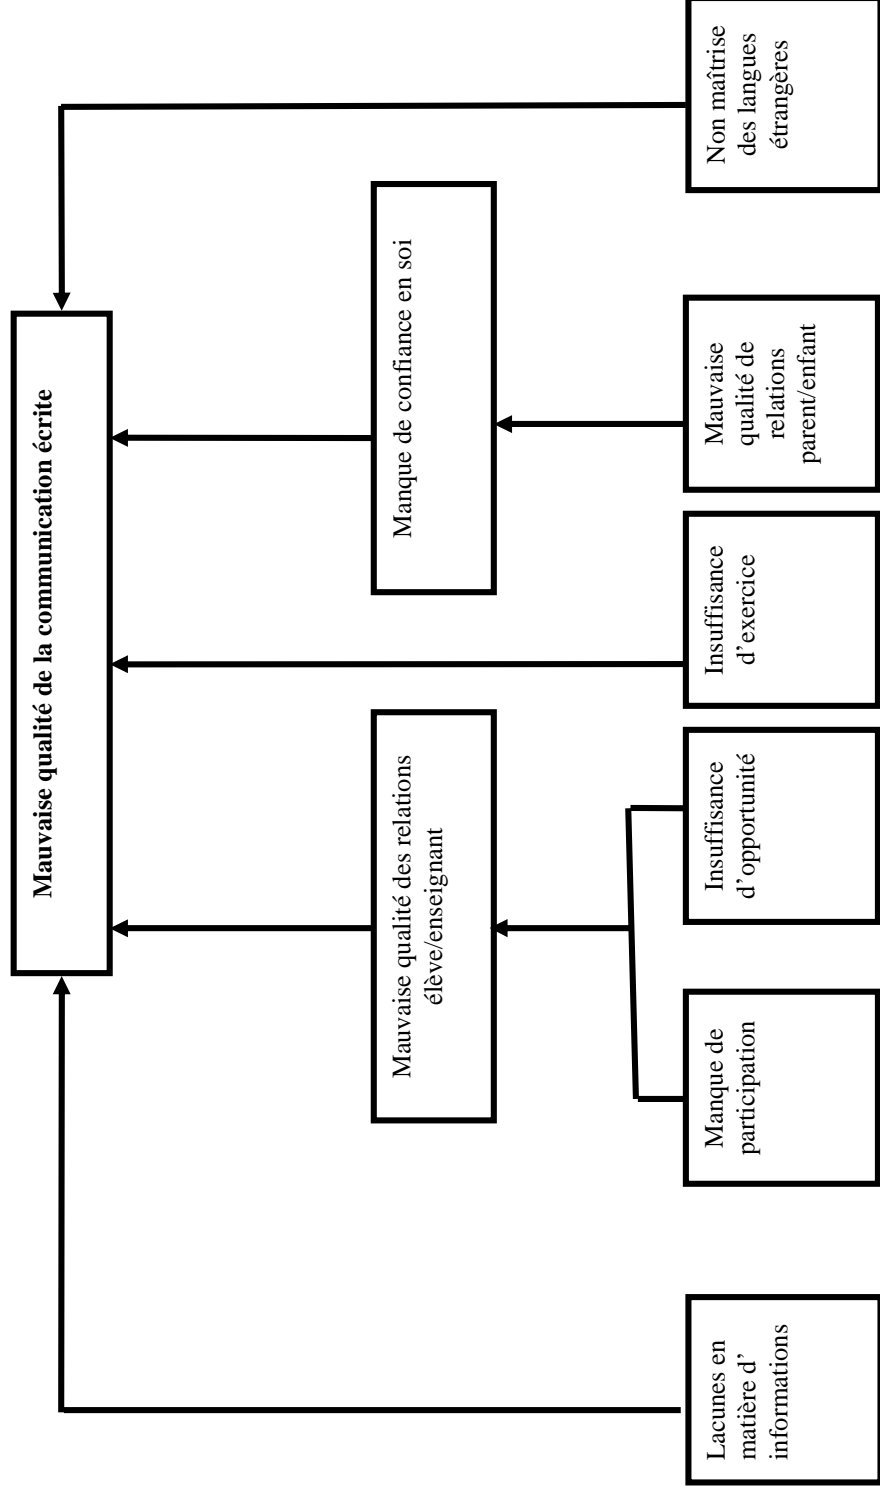 Mauvaise qualité de la communication écrite
Mauvaise qualité des relations
élève/enseignant
Manque de confiance en soi
Lacunes en
matière d'
informations
Manque de
participation
Insuffisance
d'opportunité
Insuffisance
d'exercice
Mauvaise
qualité de
relations
parent/enfant
Non maîtrise
des langues
étrangères